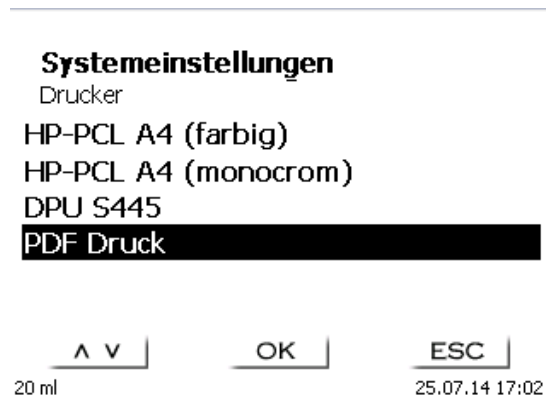 Systemeinstellungen
Drucker
HP-PCL A4 (farbig)
HP-PCL A4 (monocrom)
DPU S445
PDF Druck
∧ ∨ OK ESC
20 ml 25.07.14 17:02